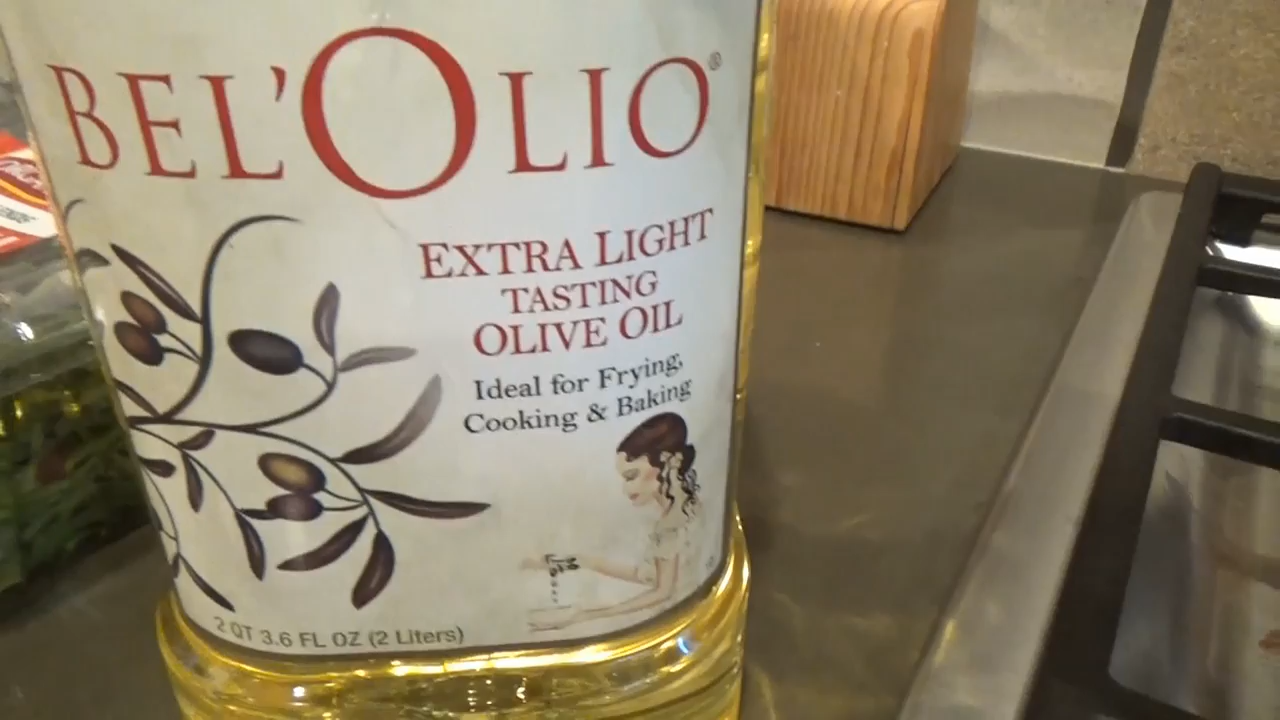 BEL'OLIO®
EXTRA LIGHT
TASTING
OLIVE OIL
Ideal for Frying,
Cooking & Baking
2 QT 3.6 FL OZ (2 Liters)